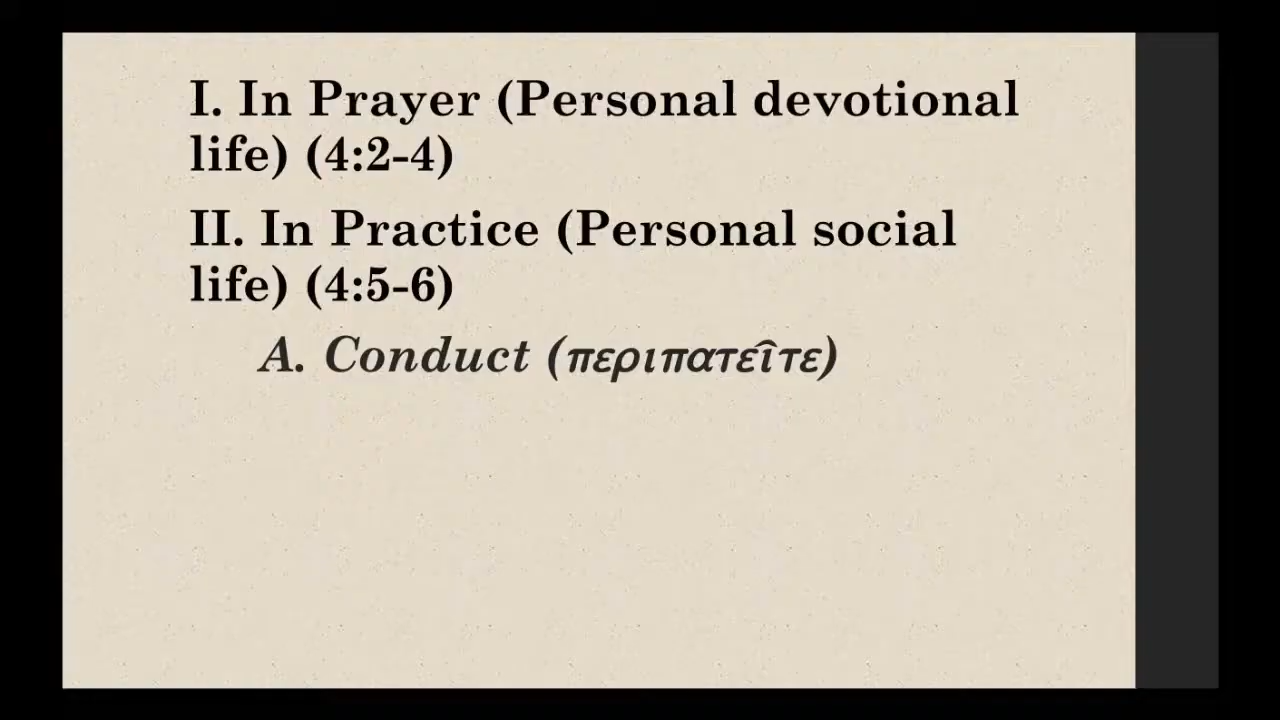 I. In Prayer (Personal devotional
life) (4:2-4)
II. In Practice (Personal social
life) (4:5-6)
A. Conduct (περιπατεῖτε)